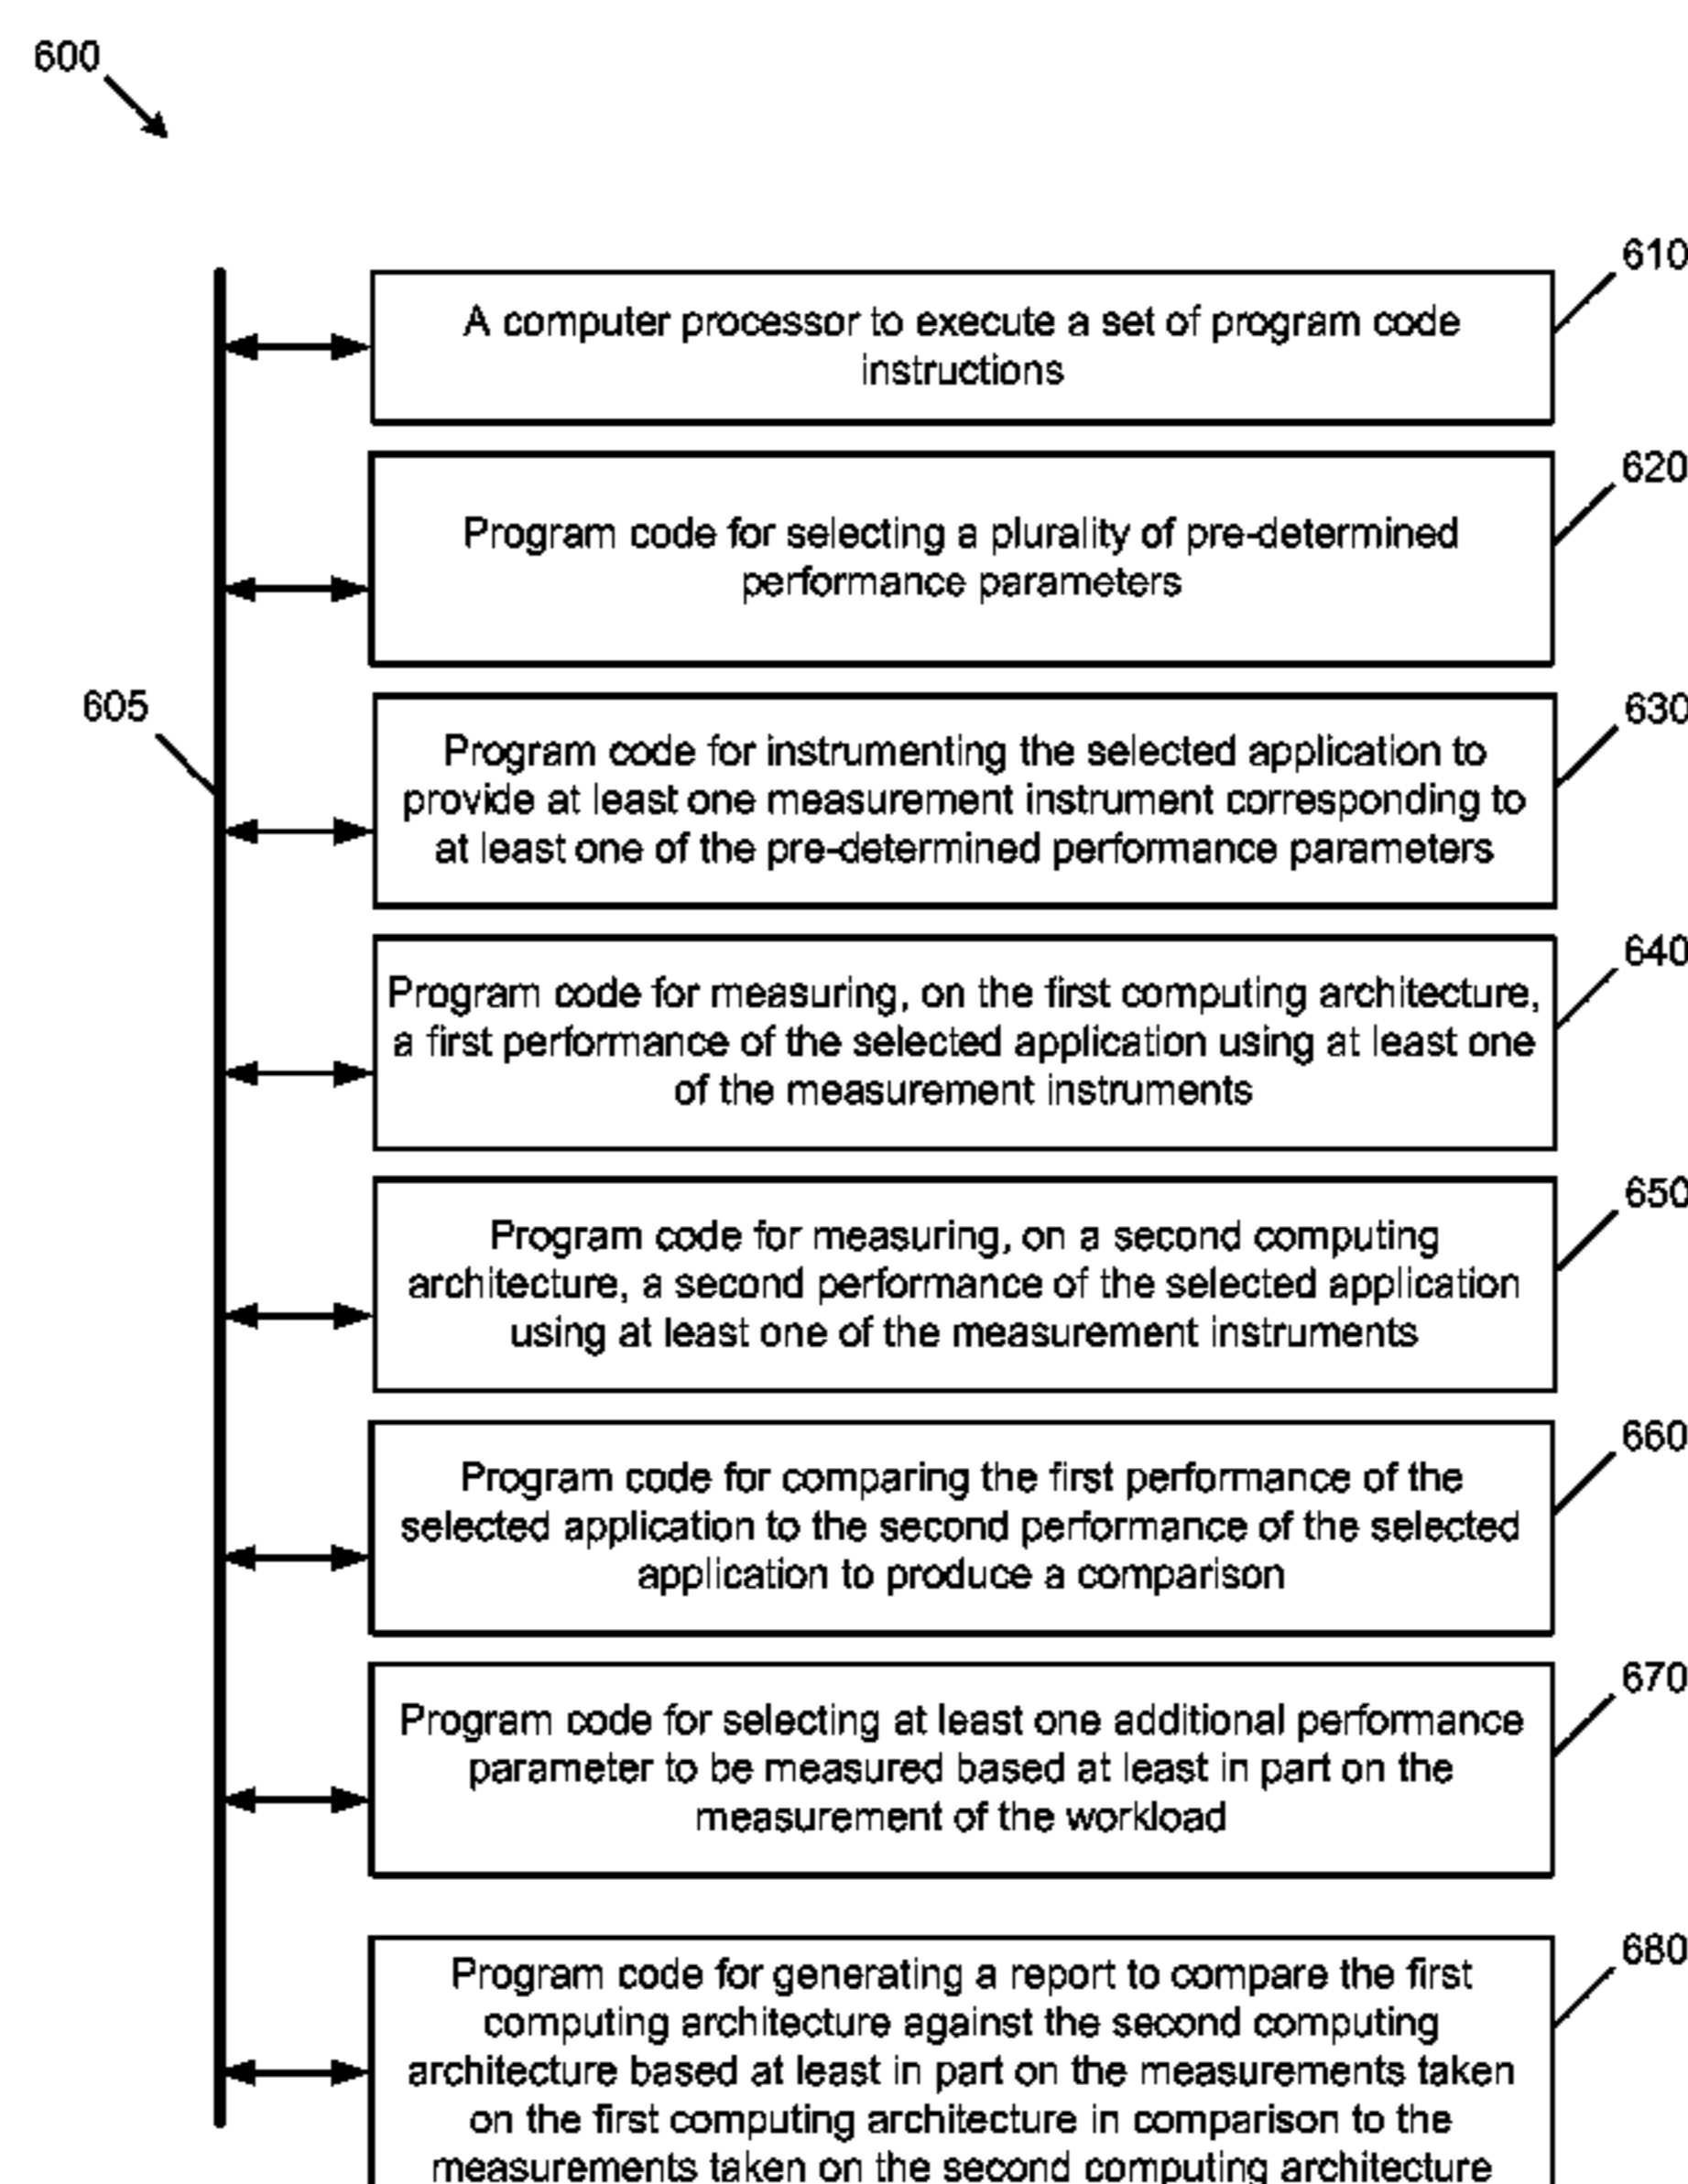 600
610
A computer processor to execute a set of program code
instructions
620
Program code for selecting a plurality of pre-determined
performance parameters
605
630
Program code for instrumenting the selected application to
provide at least one measurement instrument corresponding to
at least one of the pre-determined performance parameters
640
Program code for measuring, on the first computing architecture,
a first performance of the selected application using at least one
of the measurement instruments
650
Program code for measuring, on a second computing
architecture, a second performance of the selected application
using at least one of the measurement instruments
660
Program code for comparing the first performance of the
selected application to the second performance of the selected
application to produce a comparison
670
Program code for selecting at least one additional performance
parameter to be measured based at least in part on the
measurement of the workload
680
Program code for generating a report to compare the first
computing architecture against the second computing
architecture based at least in part on the measurements taken
on the first computing architecture in comparison to the
measurements taken on the second computing architecture